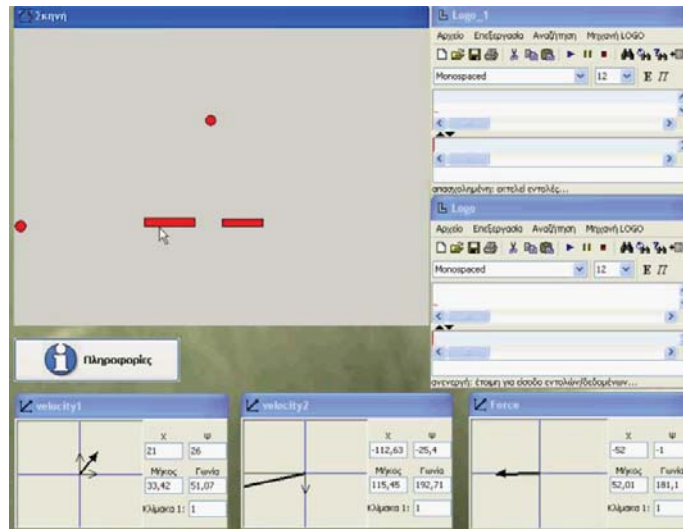 Σκηνή
Logo_1
Αρχείο Επεξεργασία Αναζήτηση Μηχανή LOGO
Monospaced 12 Ε Π
απασχολημένη: εκτελεί εντολές...
Logo
Αρχείο Επεξεργασία Αναζήτηση Μηχανή LOGO
Monospaced 12 Ε Π
ανενεργή: έτοιμη για είσοδο εντολών/δεδομένων...
Πληροφορίες
velocity1
X Ψ
21 26
Μήκος Γωνία
33,42 51,07
Κλίμακα 1: 1
velocity2
X Ψ
-112,63 -25,4
Μήκος Γωνία
115,45 192,71
Κλίμακα 1: 1
Force
X Ψ
-52 -1
Μήκος Γωνία
52,01 181,1
Κλίμακα 1: 1